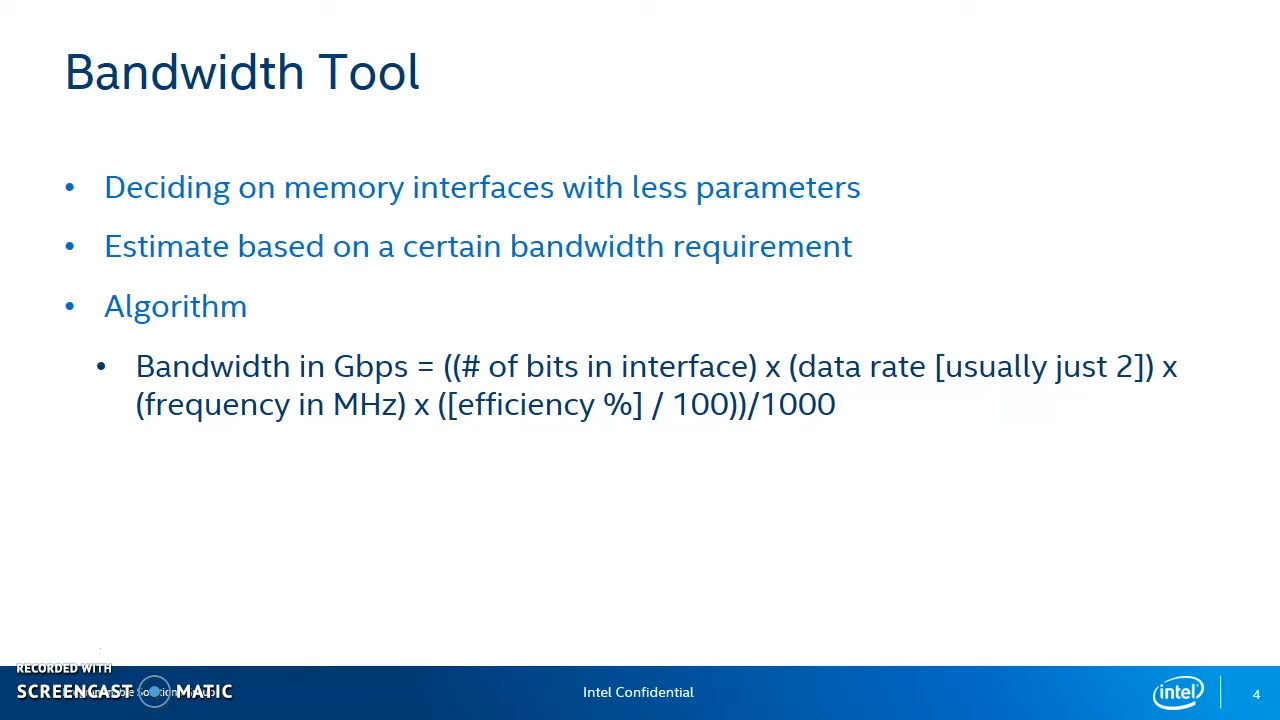 Bandwidth Tool
• Deciding on memory interfaces with less parameters
• Estimate based on a certain bandwidth requirement
• Algorithm
• Bandwidth in Gbps = ((# of bits in interface) x (data rate [usually just 2]) x
(frequency in MHz) x ([efficiency %] / 100))/1000
RECORDED WITH
SCREENCAST MATIC
Intel Confidential
intel
4